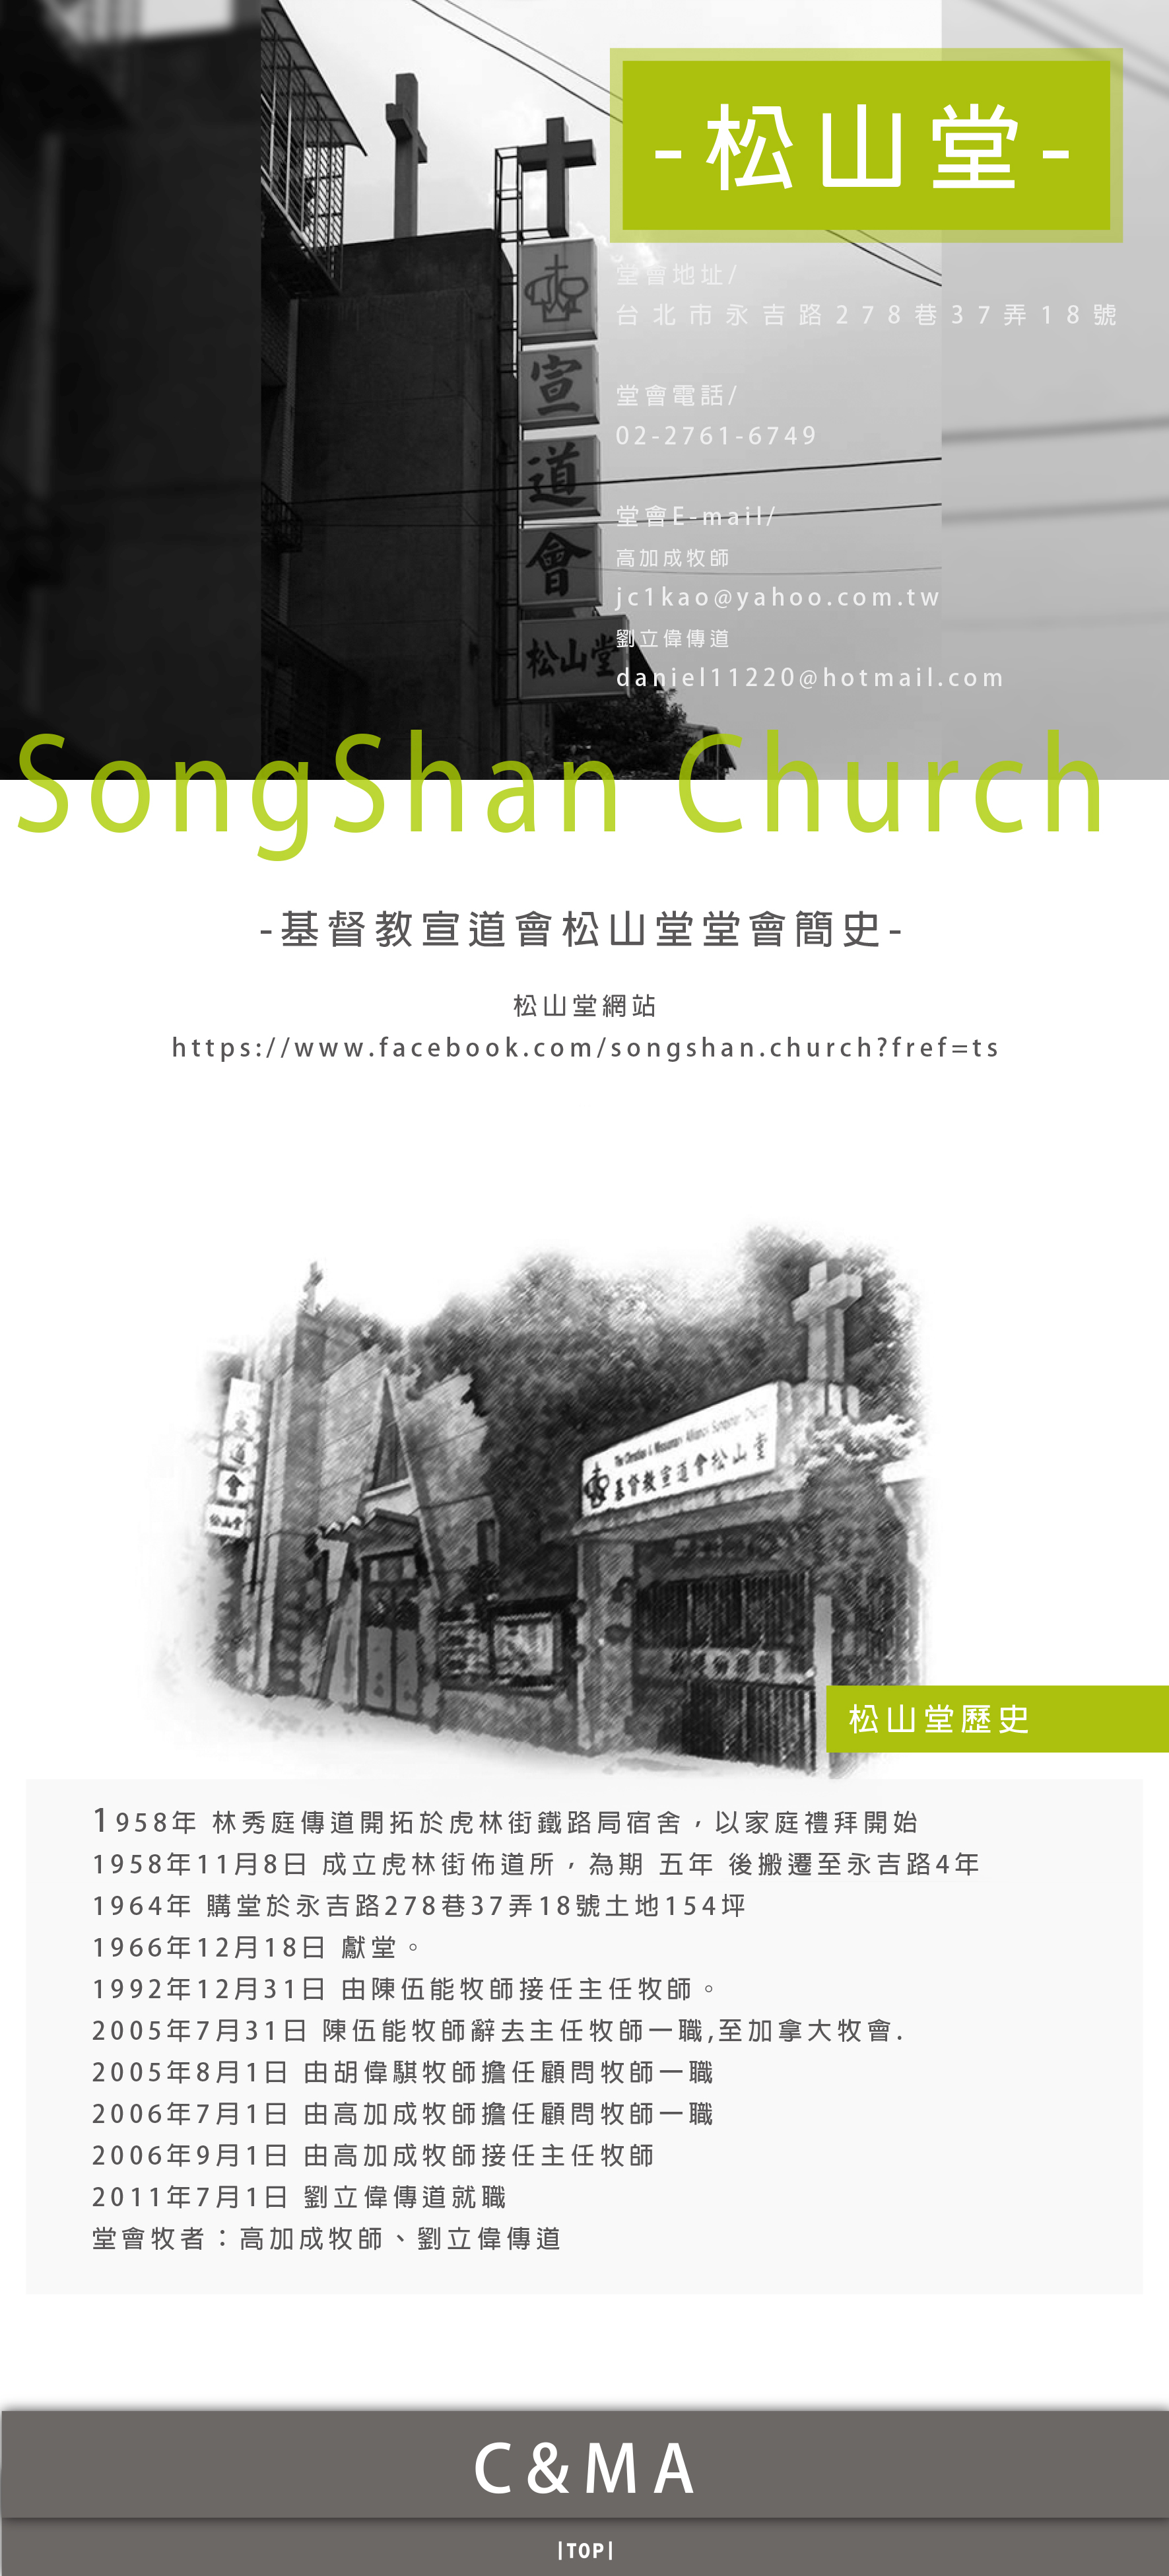 -松山堂-
堂會地址/
台北市永吉路278巷37弄18號
堂會電話/
02-2761-6749
堂會E-mail/
高加成牧師
jc1kao@yahoo.com.tw
劉立偉傳道
daniel11220@hotmail.com
宣
道
會
松山堂
SongShan Church
-基督教宣道會松山堂堂會簡史-
松山堂網站
https://www.facebook.com/songshan.church?fref=ts
宣
道
會
松山堂
The Christian & Missionary Alliance Songshan Church
基督教宣道會松山堂
松山堂歷史
1958年 林秀庭傳道開拓於虎林街鐵路局宿舍，以家庭禮拜開始
1958年11月8日 成立虎林街佈道所，為期 五年 後搬遷至永吉路4年
1964年 購堂於永吉路278巷37弄18號土地154坪
1966年12月18日 獻堂。
1992年12月31日 由陳伍能牧師接任主任牧師。
2005年7月31日 陳伍能牧師辭去主任牧師一職,至加拿大牧會.
2005年8月1日 由胡偉騏牧師擔任顧問牧師一職
2006年7月1日 由高加成牧師擔任顧問牧師一職
2006年9月1日 由高加成牧師接任主任牧師
2011年7月1日 劉立偉傳道就職
堂會牧者：高加成牧師、劉立偉傳道
C&MA
|TOP|